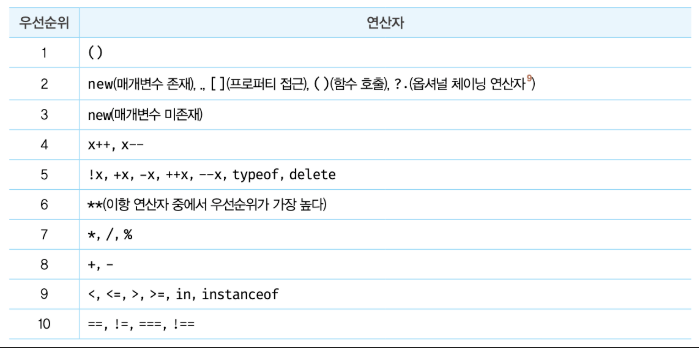 우선순위 연산자
1 ()
2 new(매개변수 존재), ., [](프로퍼티 접근), ()(함수 호출), ?.(옵셔널 체이닝 연산자9)
3 new(매개변수 미존재)
4 x++, x--
5 !x, +x, -x, ++x, --x, typeof, delete
6 **(이항 연산자 중에서 우선순위가 가장 높다)
7 *, /, %
8 +, -
9 <, <=, >, >=, in, instanceof
10 ==, !=, ===, !==